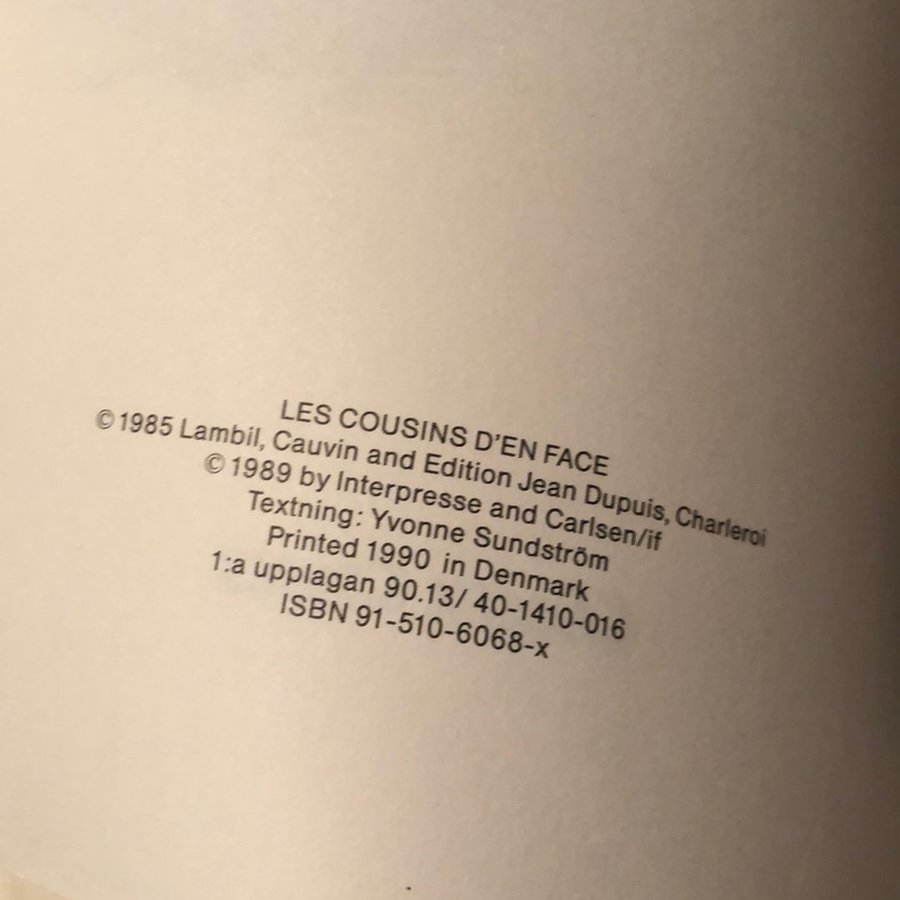 LES COUSINS D'EN FACE
©1985 Lambil, Cauvin and Edition Jean Dupuis, Charleroi
©1989 by Interpresse and Carlsen/if
Textning: Yvonne Sundström
Printed 1990 in Denmark
1:a upplagan 90.13/ 40-1410-016
ISBN 91-510-6068-x